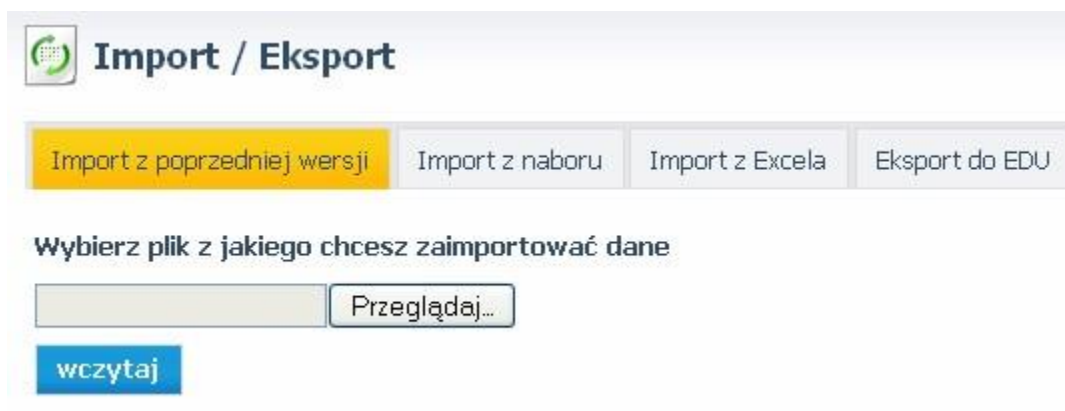 Import / Eksport
Import z poprzedniej wersji Import z naboru Import z Excela Eksport do EDU
Wybierz plik z jakiego chcesz zaimportować dane
Przeglądaj...
wczytaj